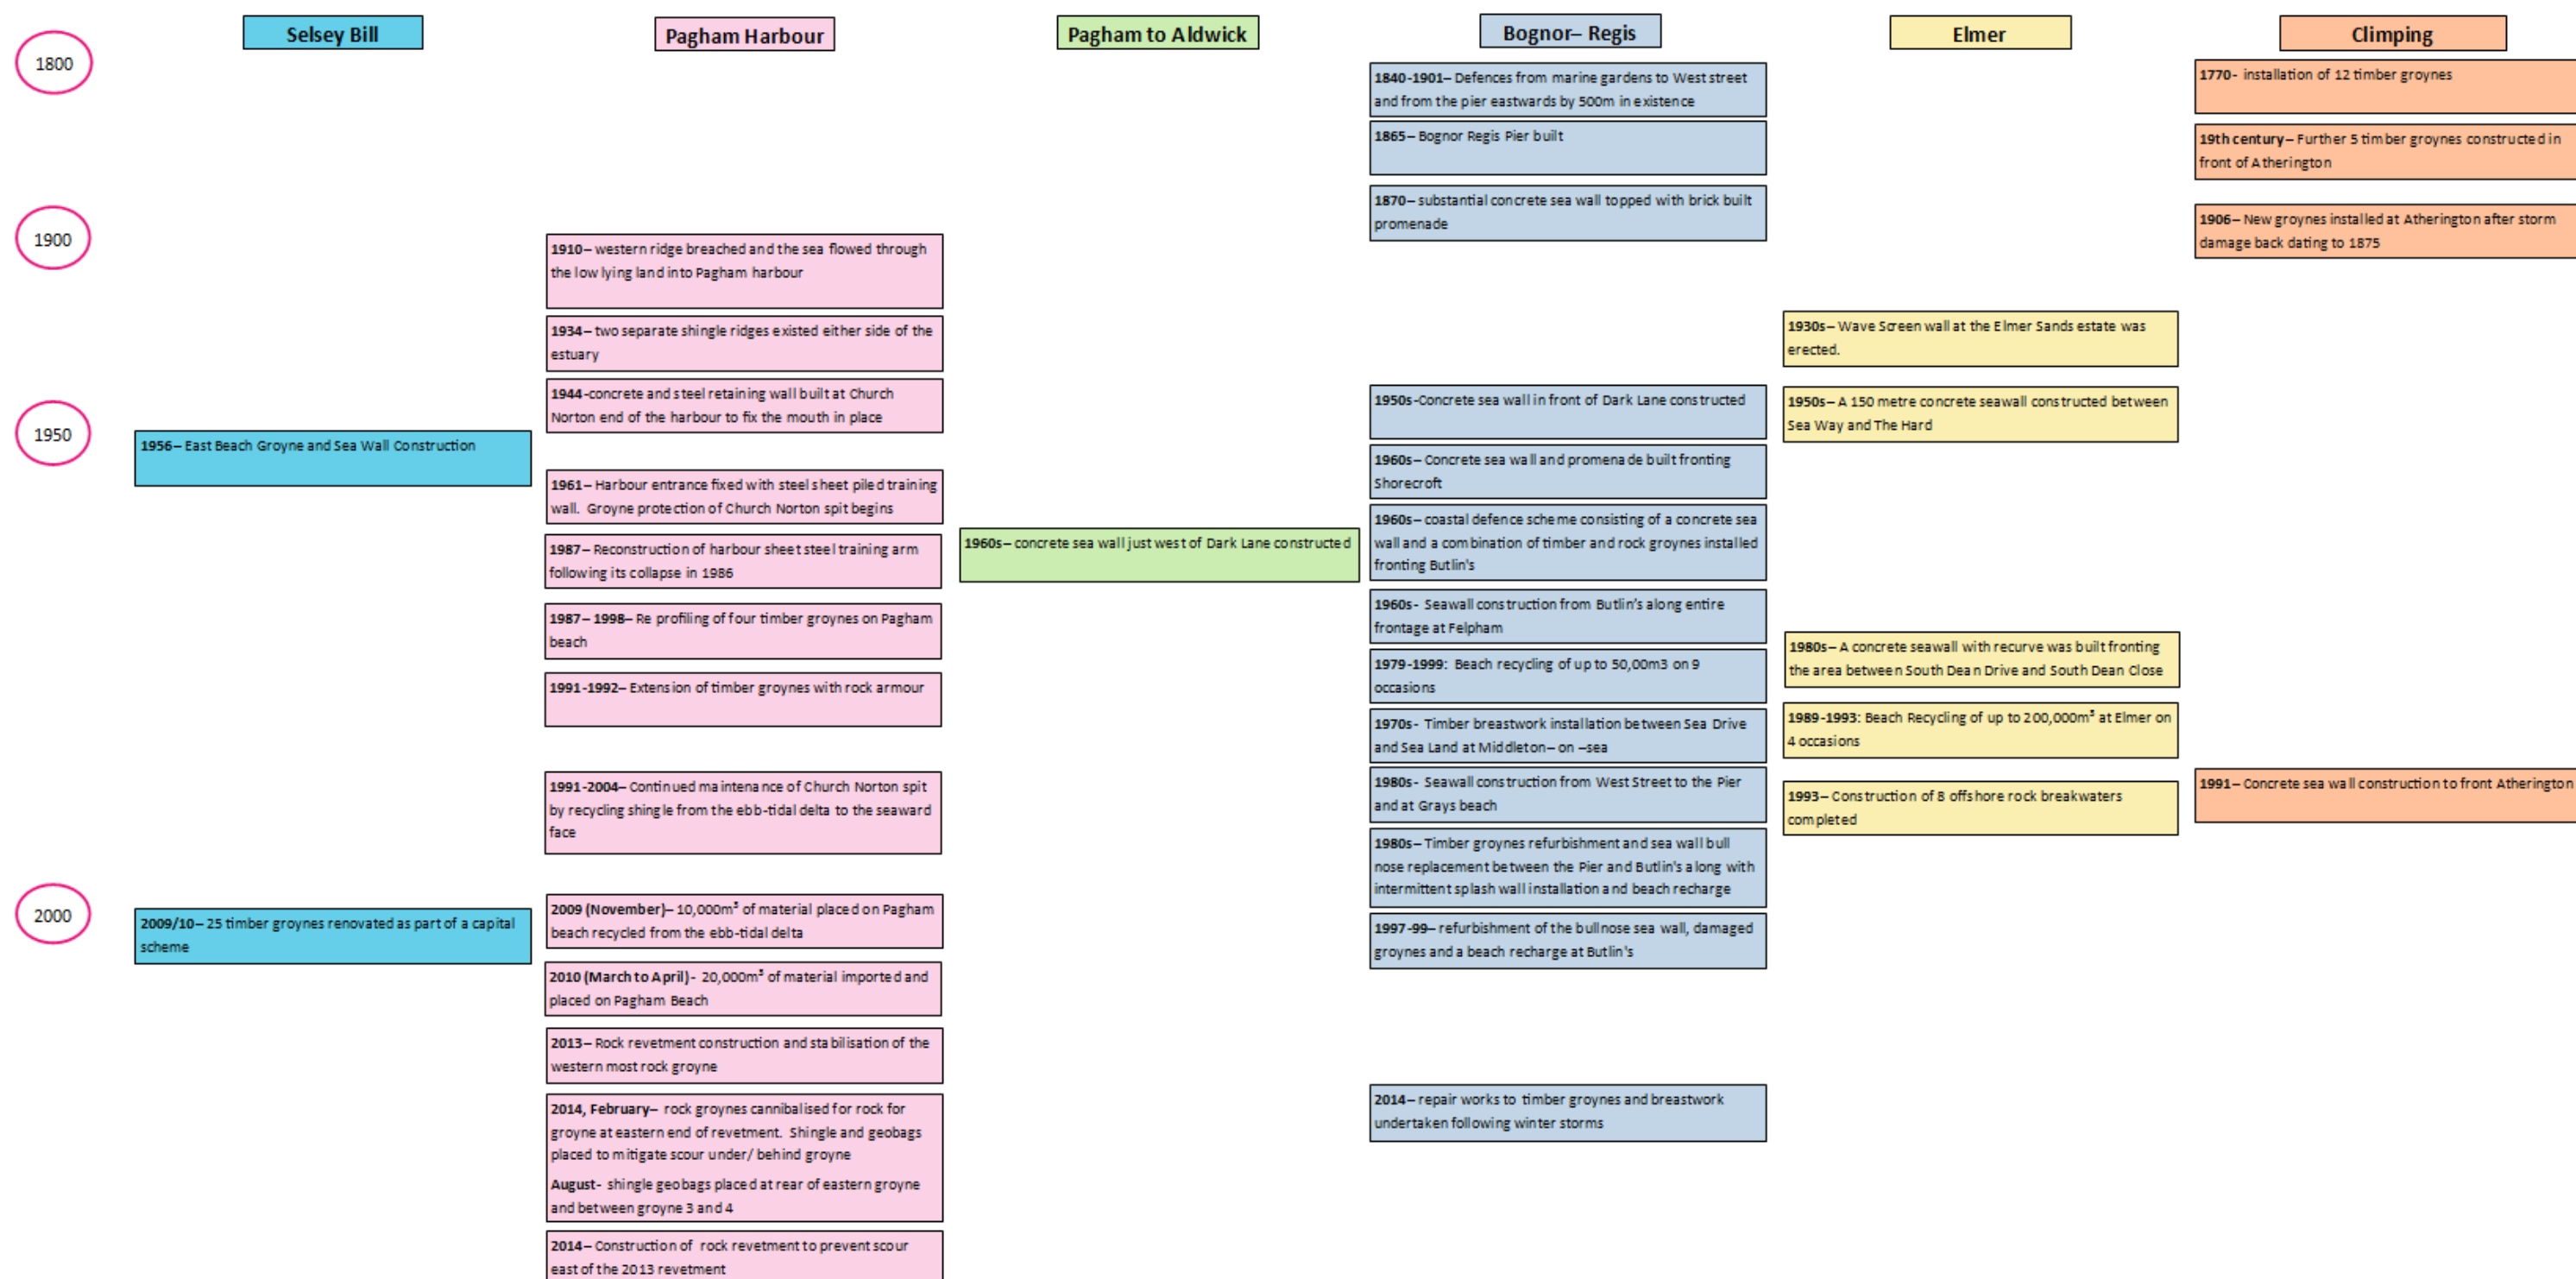 Selsey Bill
Pagham Harbour
Pagham to Aldwick
Bognor– Regis
Elmer
Climping
1800
1900
1950
2000
1956– East Beach Groyne and Sea Wall Construction
2009/10– 25 timber groynes renovated as part of a capital
scheme
1910– western ridge breached and the sea flowed through
the low lying land into Pagham harbour
1934– two separate shingle ridges existed either side of the
estuary
1944-concrete and steel retaining wall built at Church
Norton end of the harbour to fix the mouth in place
1961– Harbour entrance fixed with steel sheet piled training
wall. Groyne protection of Church Norton spit begins
1987– Reconstruction of harbour sheet steel training arm
following its collapse in 1986
1987– 1998– Re profiling of four timber groynes on Pagham
beach
1991-1992– Extension of timber groynes with rock armour
1991-2004– Continued maintenance of Church Norton spit
by recycling shingle from the ebb-tidal delta to the seaward
face
2009 (November)– 10,000m³ of material placed on Pagham
beach recycled from the ebb-tidal delta
2010 (March to April)- 20,000m³ of material imported and
placed on Pagham Beach
2013– Rock revetment construction and stabilisation of the
western most rock groyne
2014, February– rock groynes cannibalised for rock for
groyne at eastern end of revetment. Shingle and geobags
placed to mitigate scour under/ behind groyne
August- shingle geobags placed at rear of eastern groyne
and between groyne 3 and 4
2014– Construction of rock revetment to prevent scour
east of the 2013 revetment
1960s– concrete sea wall just west of Dark Lane constructed
1840-1901– Defences from marine gardens to West street
and from the pier eastwards by 500m in existence
1865– Bognor Regis Pier built
1870– substantial concrete sea wall topped with brick built
promenade
1950s-Concrete sea wall in front of Dark Lane constructed
1960s– Concrete sea wall and promenade built fronting
Shorecroft
1960s– coastal defence scheme consisting of a concrete sea
wall and a combination of timber and rock groynes installed
fronting Butlin's
1960s- Seawall construction from Butlin’s along entire
frontage at Felpham
1979-1999: Beach recycling of up to 50,00m3 on 9
occasions
1970s- Timber breastwork installation between Sea Drive
and Sea Land at Middleton– on –sea
1980s- Seawall construction from West Street to the Pier
and at Grays beach
1980s– Timber groynes refurbishment and sea wall bull
nose replacement between the Pier and Butlin's along with
intermittent splash wall installation and beach recharge
1997-99– refurbishment of the bullnose sea wall, damaged
groynes and a beach recharge at Butlin's
2014– repair works to timber groynes and breastwork
undertaken following winter storms
1930s– Wave Screen wall at the Elmer Sands estate was
erected.
1950s– A 150 metre concrete seawall constructed between
Sea Way and The Hard
1980s– A concrete seawall with recurve was built fronting
the area between South Dean Drive and South Dean Close
1989-1993: Beach Recycling of up to 200,000m³ at Elmer on
4 occasions
1993– Construction of 8 offshore rock breakwaters
completed
1770- installation of 12 timber groynes
19th century– Further 5 timber groynes constructed in
front of Atherington
1906– New groynes installed at Atherington after storm
damage back dating to 1875
1991– Concrete sea wall construction to front Atherington